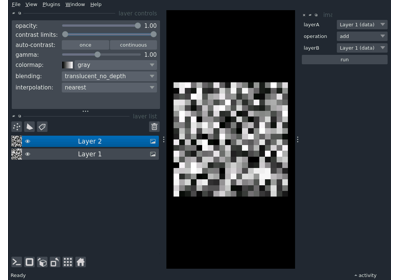 File View Plugins Window Help
layer controls
opacity: 1.00
contrast limits:
auto-contrast: once continuous
gamma: 1.00
colormap: gray
blending: translucent_no_depth
interpolation: nearest
layer list
Layer 2
Layer 1
layerA Layer 1 (data)
operation add
layerB Layer 1 (data)
run
Ready
activity